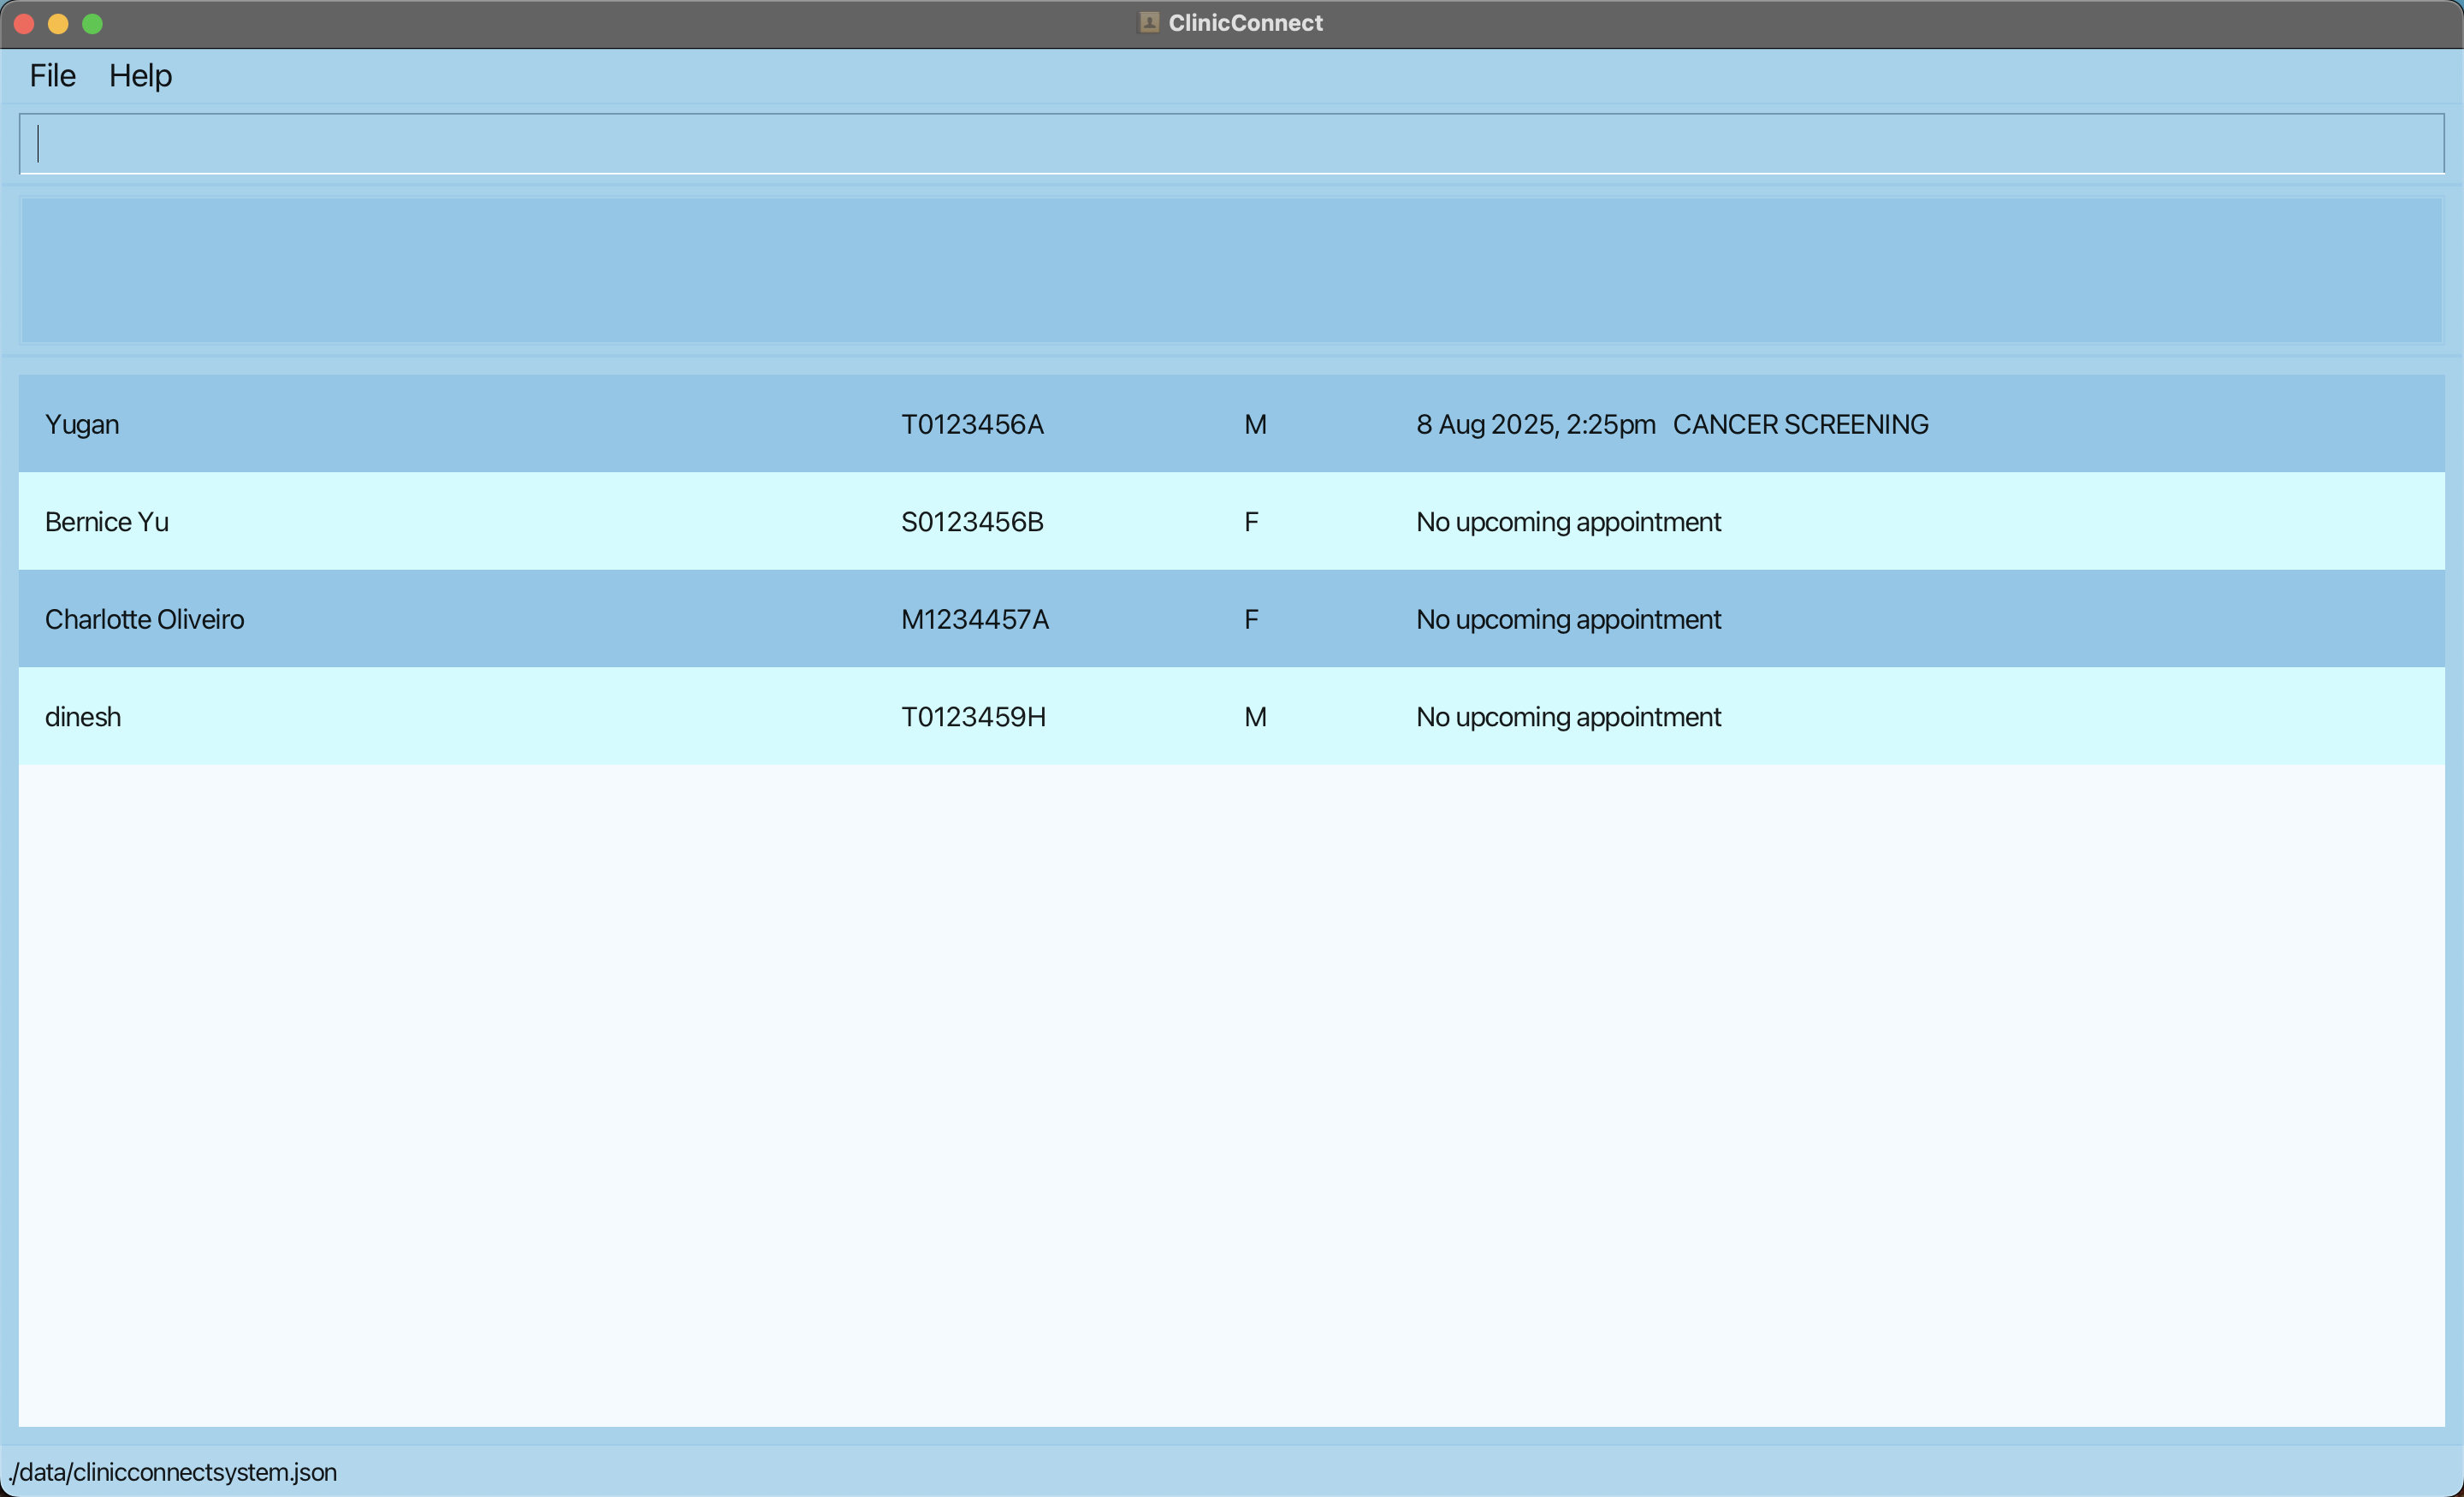 ClinicConnect
File Help
Yugan T0123456A M 8 Aug 2025, 2:25pm CANCER SCREENING
Bernice Yu S0123456B F No upcoming appointment
Charlotte Oliveiro M1234457A F No upcoming appointment
dinesh T0123459H M No upcoming appointment
./data/clinicconnectsystem.json